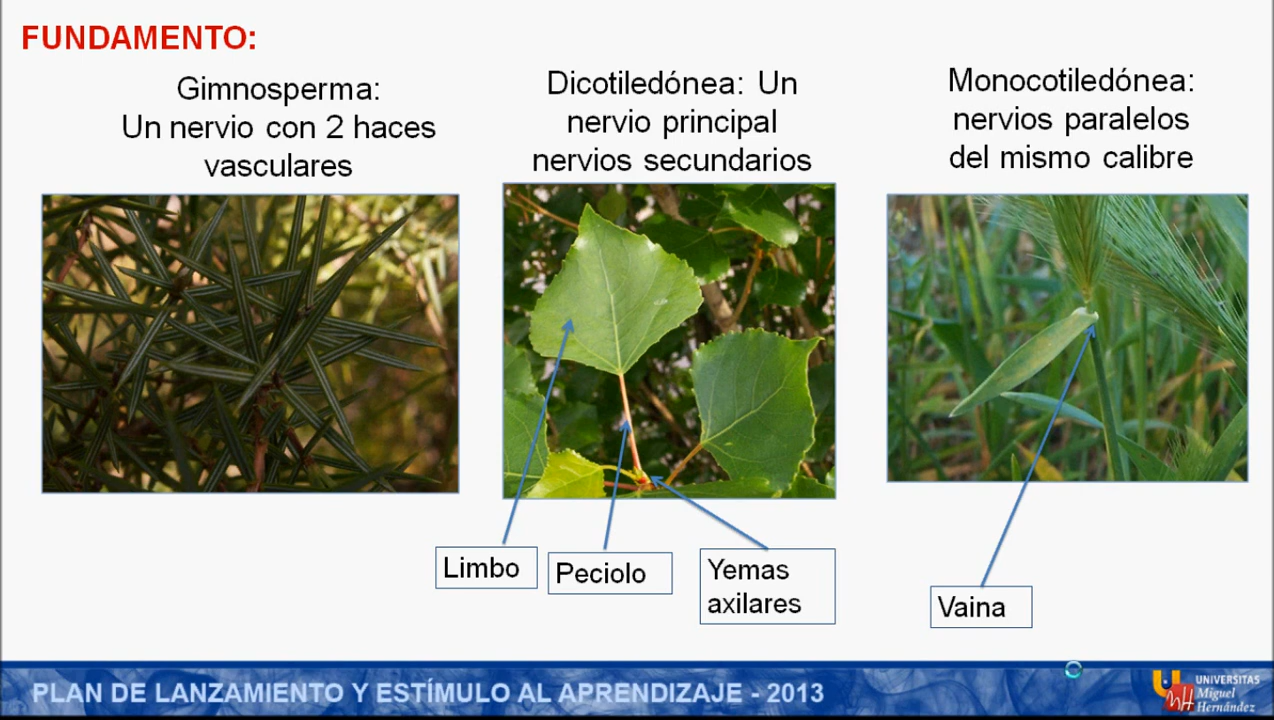 FUNDAMENTO:
Gimnosperma:
Un nervio con 2 haces
vasculares
Dicotiledónea: Un
nervio principal
nervios secundarios
Monocotiledónea:
nervios paralelos
del mismo calibre
Limbo
Peciolo
Yemas
axilares
Vaina
PLAN DE LANZAMIENTO Y ESTÍMULO AL APRENDIZAJE - 2013
UNIVERSITAS
Miguel
Hernández